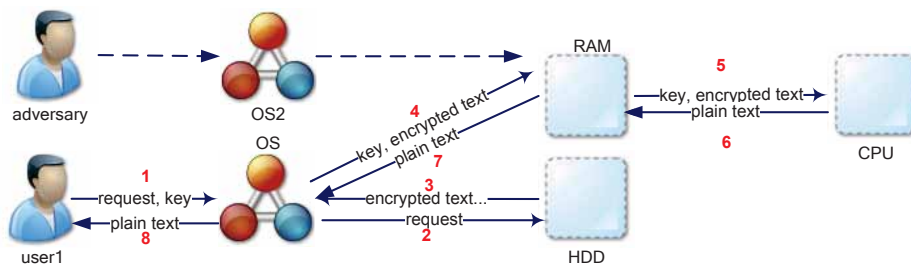 RAM
5
adversary
OS2
4
key, encrypted text
key, encrypted text
plain text
6
OS
plain text
7
CPU
1
request, key
3
encrypted text...
plain text
8
request
2
user1
HDD